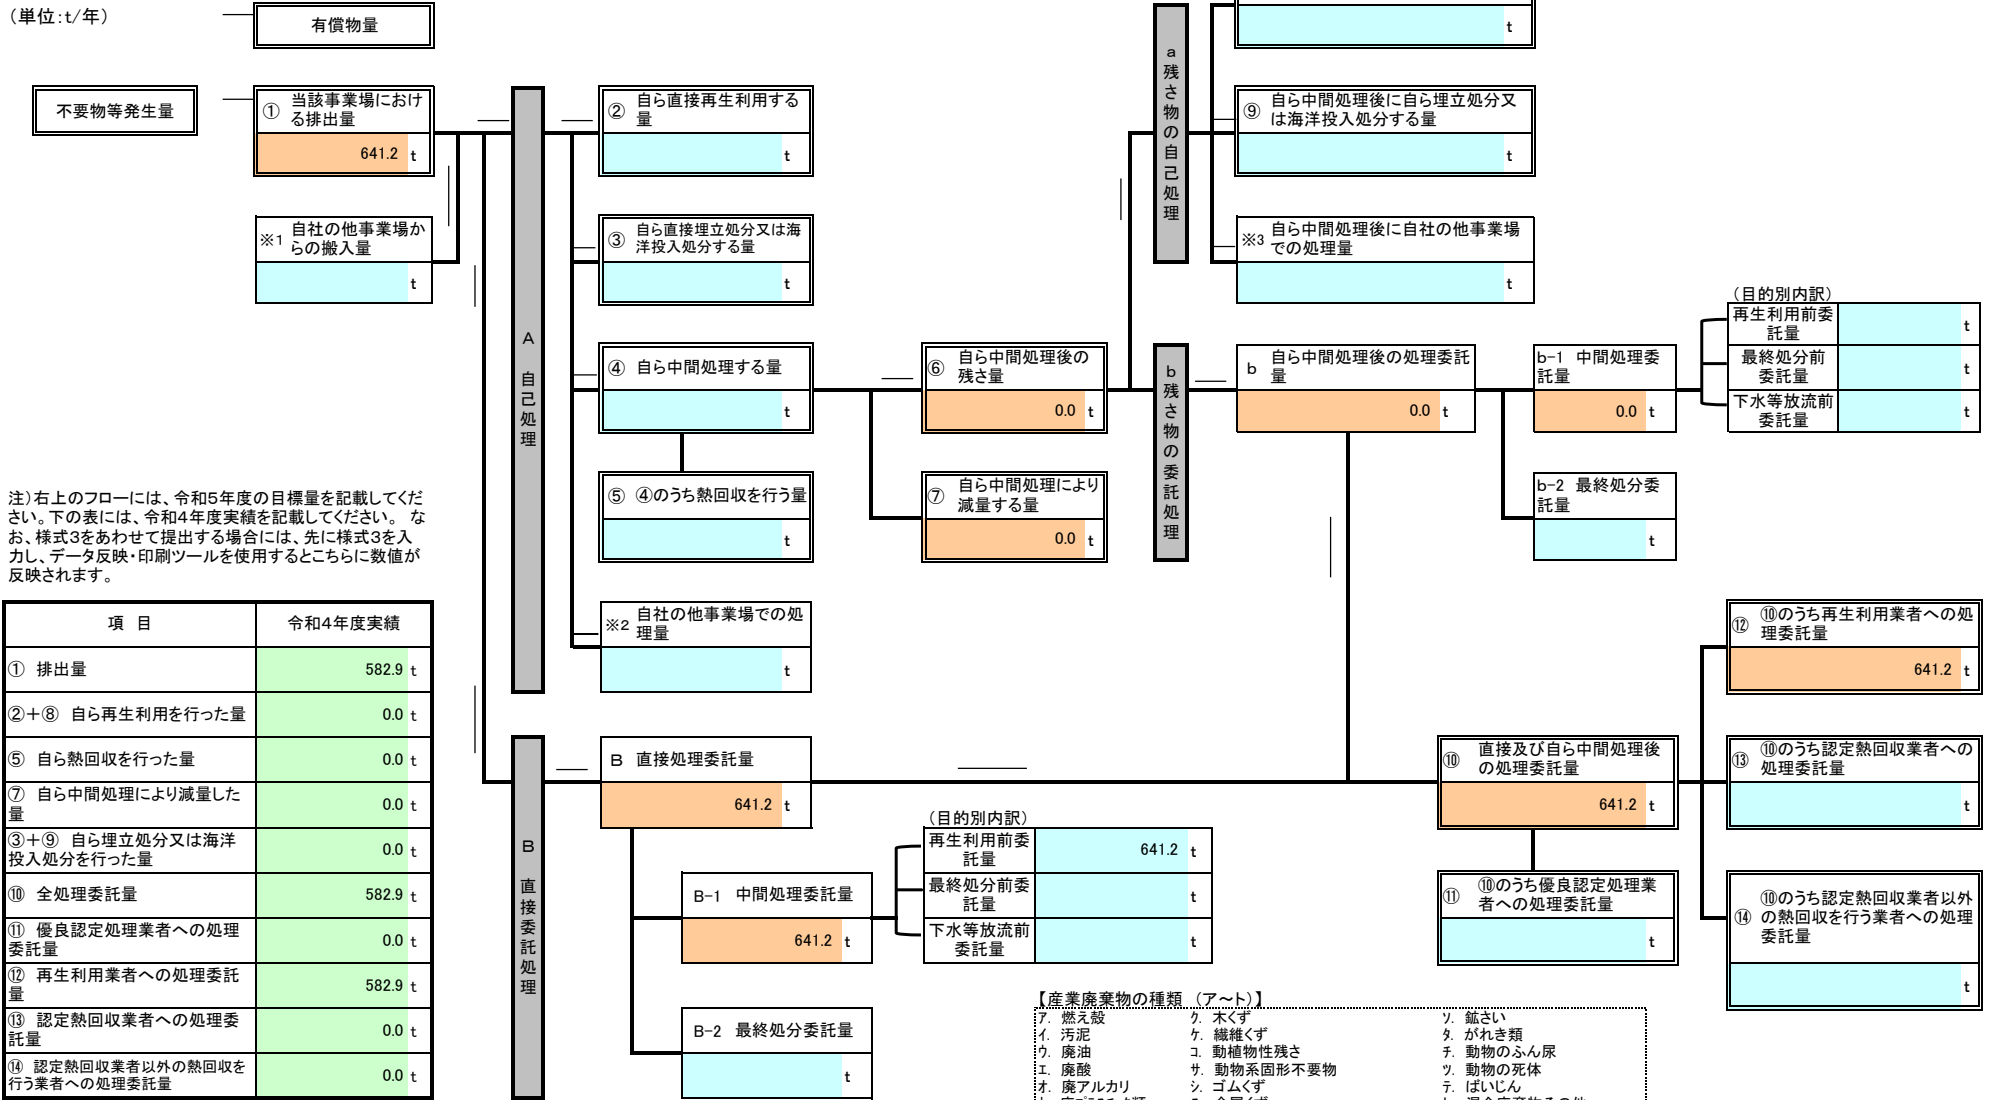 （単位：t/年）
有償物量
不要物等発生量
① 当該事業場におけ
る排出量
641.2 t
※1 自社の他事業場か
らの搬入量
t
A 自己処理
② 自ら直接再生利用する
量
t
③ 自ら直接埋立処分又は海
洋投入処分する量
t
④ 自ら中間処理する量
t
⑤ ④のうち熱回収を行う量
t
※2 自社の他事業場での処
理量
t
⑥ 自ら中間処理後の
残さ量
0.0 t
⑦ 自ら中間処理により
減量する量
0.0 t
a 残さ物の自己処理
t
⑨ 自ら中間処理後に自ら埋立処分又
は海洋投入処分する量
t
※3 自ら中間処理後に自社の他事業場
での処理量
t
b 残さ物の委託処理
b 自ら中間処理後の処理委託
量
0.0 t
b-1 中間処理委
託量
0.0 t
b-2 最終処分委
託量
t
（目的別内訳）
再生利用前委
託量 t
最終処分前
委託量 t
下水等放流前
委託量 t
注）右上のフローには、令和５年度の目標量を記載してくだ
さい。下の表には、令和４年度実績を記載してください。 な
お、様式３をあわせて提出する場合には、先に様式３を入
力し、データ反映・印刷ツールを使用するとこちらに数値が
反映されます。
項 目 令和４年度実績
① 排出量 582.9 t
②＋⑧ 自ら再生利用を行った量 0.0 t
⑤ 自ら熱回収を行った量 0.0 t
⑦ 自ら中間処理により減量した
量 0.0 t
③＋⑨ 自ら埋立処分又は海洋
投入処分を行った量 0.0 t
⑩ 全処理委託量 582.9 t
⑪ 優良認定処理業者への処理
委託量 0.0 t
⑫ 再生利用業者への処理委託
量 582.9 t
⑬ 認定熱回収業者への処理委
託量 0.0 t
⑭ 認定熱回収業者以外の熱回収を
行う業者への処理委託量 0.0 t
B 直接委託処理
B 直接処理委託量
641.2 t
B-1 中間処理委託量
641.2 t
B-2 最終処分委託量
t
（目的別内訳）
再生利用前委
託量 641.2 t
最終処分前委
託量 t
下水等放流前
委託量 t
⑩ 直接及び自ら中間処理後
の処理委託量
641.2 t
⑪ ⑩のうち優良認定処理業
者への処理委託量
t
⑫ ⑩のうち再生利用業者への処
理委託量
641.2 t
⑬ ⑩のうち認定熱回収業者への
処理委託量
t
⑭ ⑩のうち認定熱回収業者以外
の熱回収を行う業者への処理
委託量
t
【産業廃棄物の種類 （ア～ト）】
ｱ. 燃え殻 ｸ. 木くず ｿ. 鉱さい
ｲ. 汚泥 ｹ. 繊維くず ﾀ. がれき類
ｳ. 廃油 ｺ. 動植物性残さ ﾁ. 動物のふん尿
ｴ. 廃酸 ｻ. 動物系固形不要物 ﾂ. 動物の死体
ｵ. 廃アルカリ ｼ. ゴムくず ﾃ. ばいじん